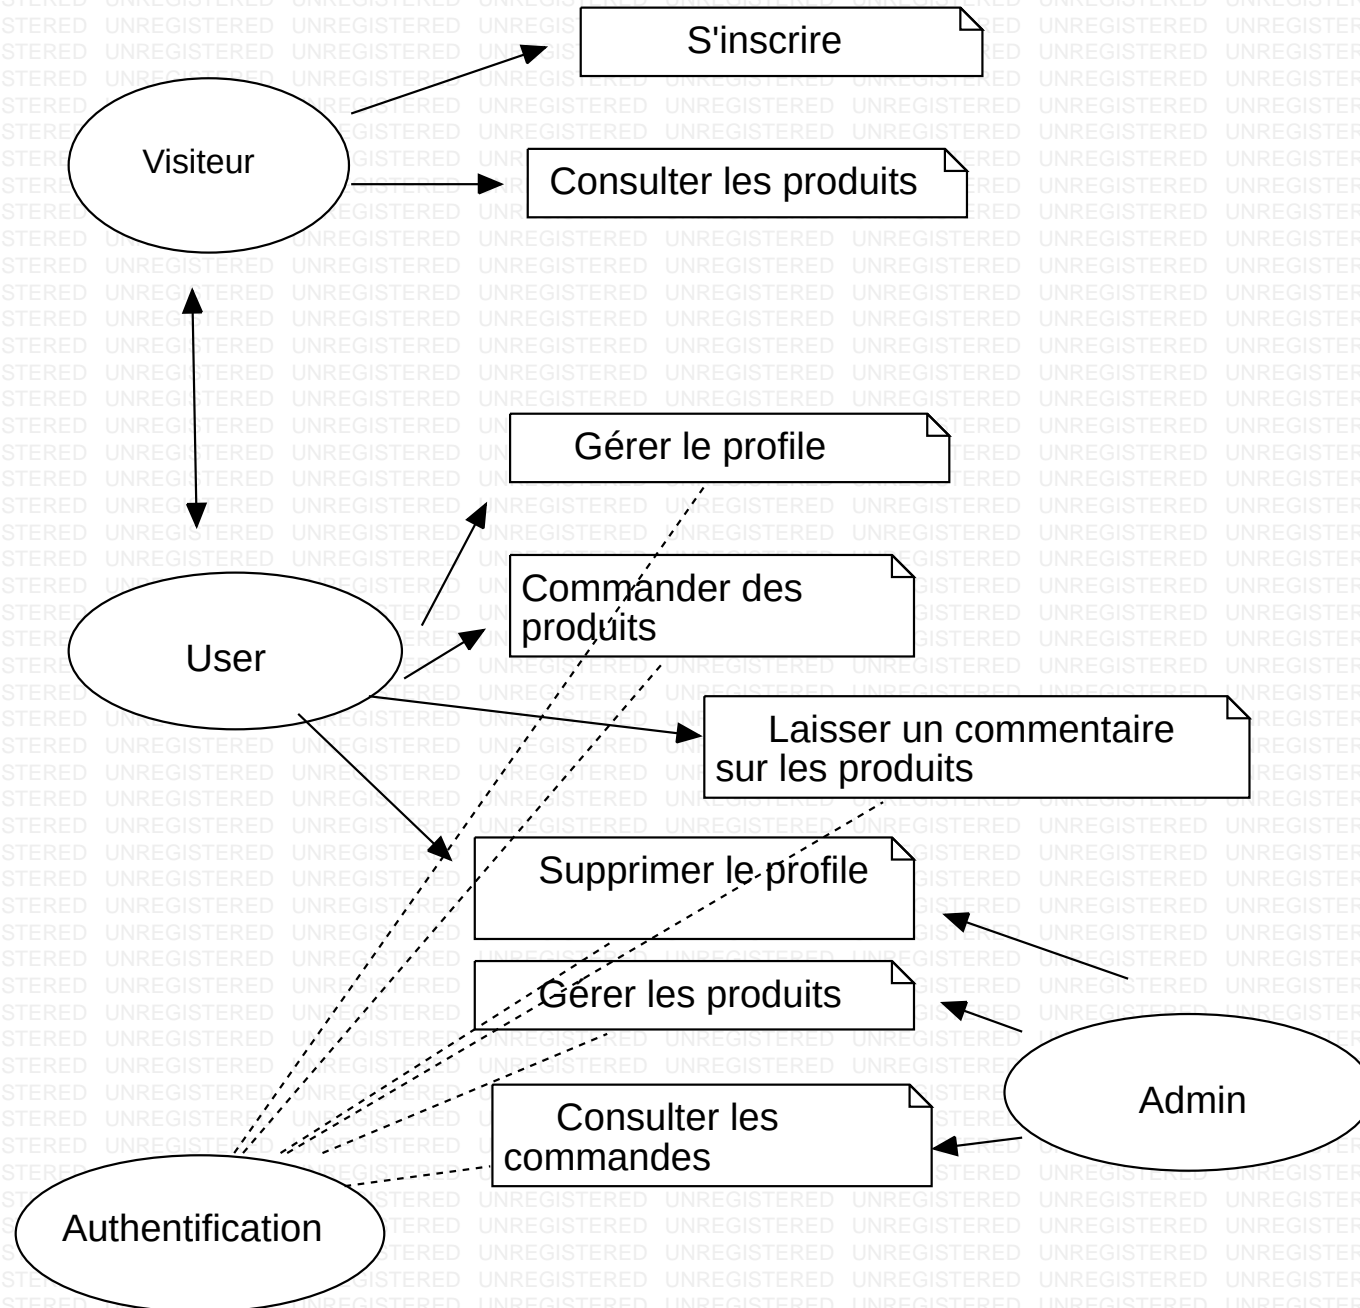 S'inscrire
Visiteur
Consulter les produits
Gérer le profile
Commander des
produits
User
Laisser un commentaire
sur les produits
Supprimer le profile
Gérer les produits
Admin
Consulter les
commandes
Authentification